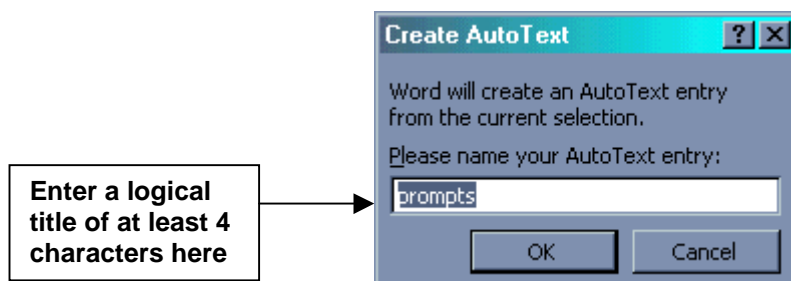 Create AutoText
Word will create an AutoText entry
from the current selection.
Please name your AutoText entry:
Enter a logical
title of at least 4
characters here
prompts
OK Cancel